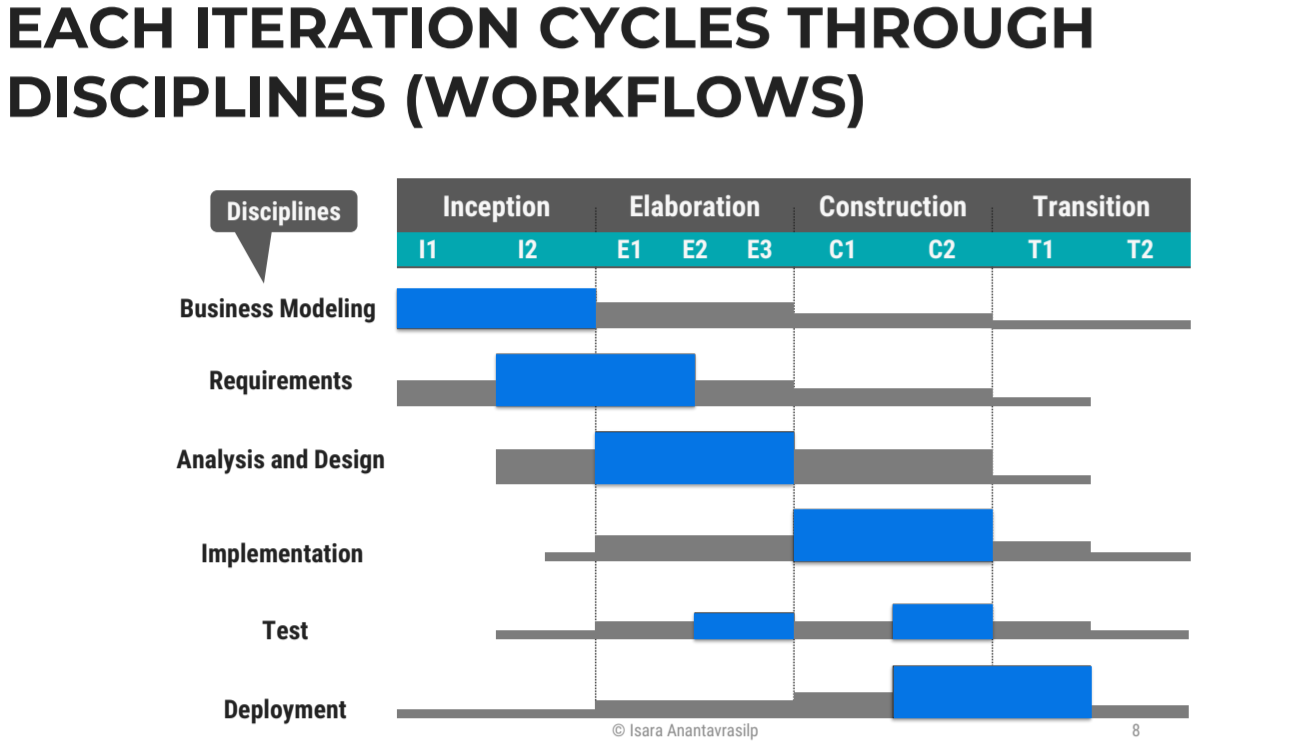 EACH ITERATION CYCLES THROUGH
DISCIPLINES (WORKFLOWS)
Disciplines
Inception Elaboration Construction Transition
I1 I2 E1 E2 E3 C1 C2 T1 T2
Business Modeling
Requirements
Analysis and Design
Implementation
Test
Deployment
© Isara Anantavrasilp 8